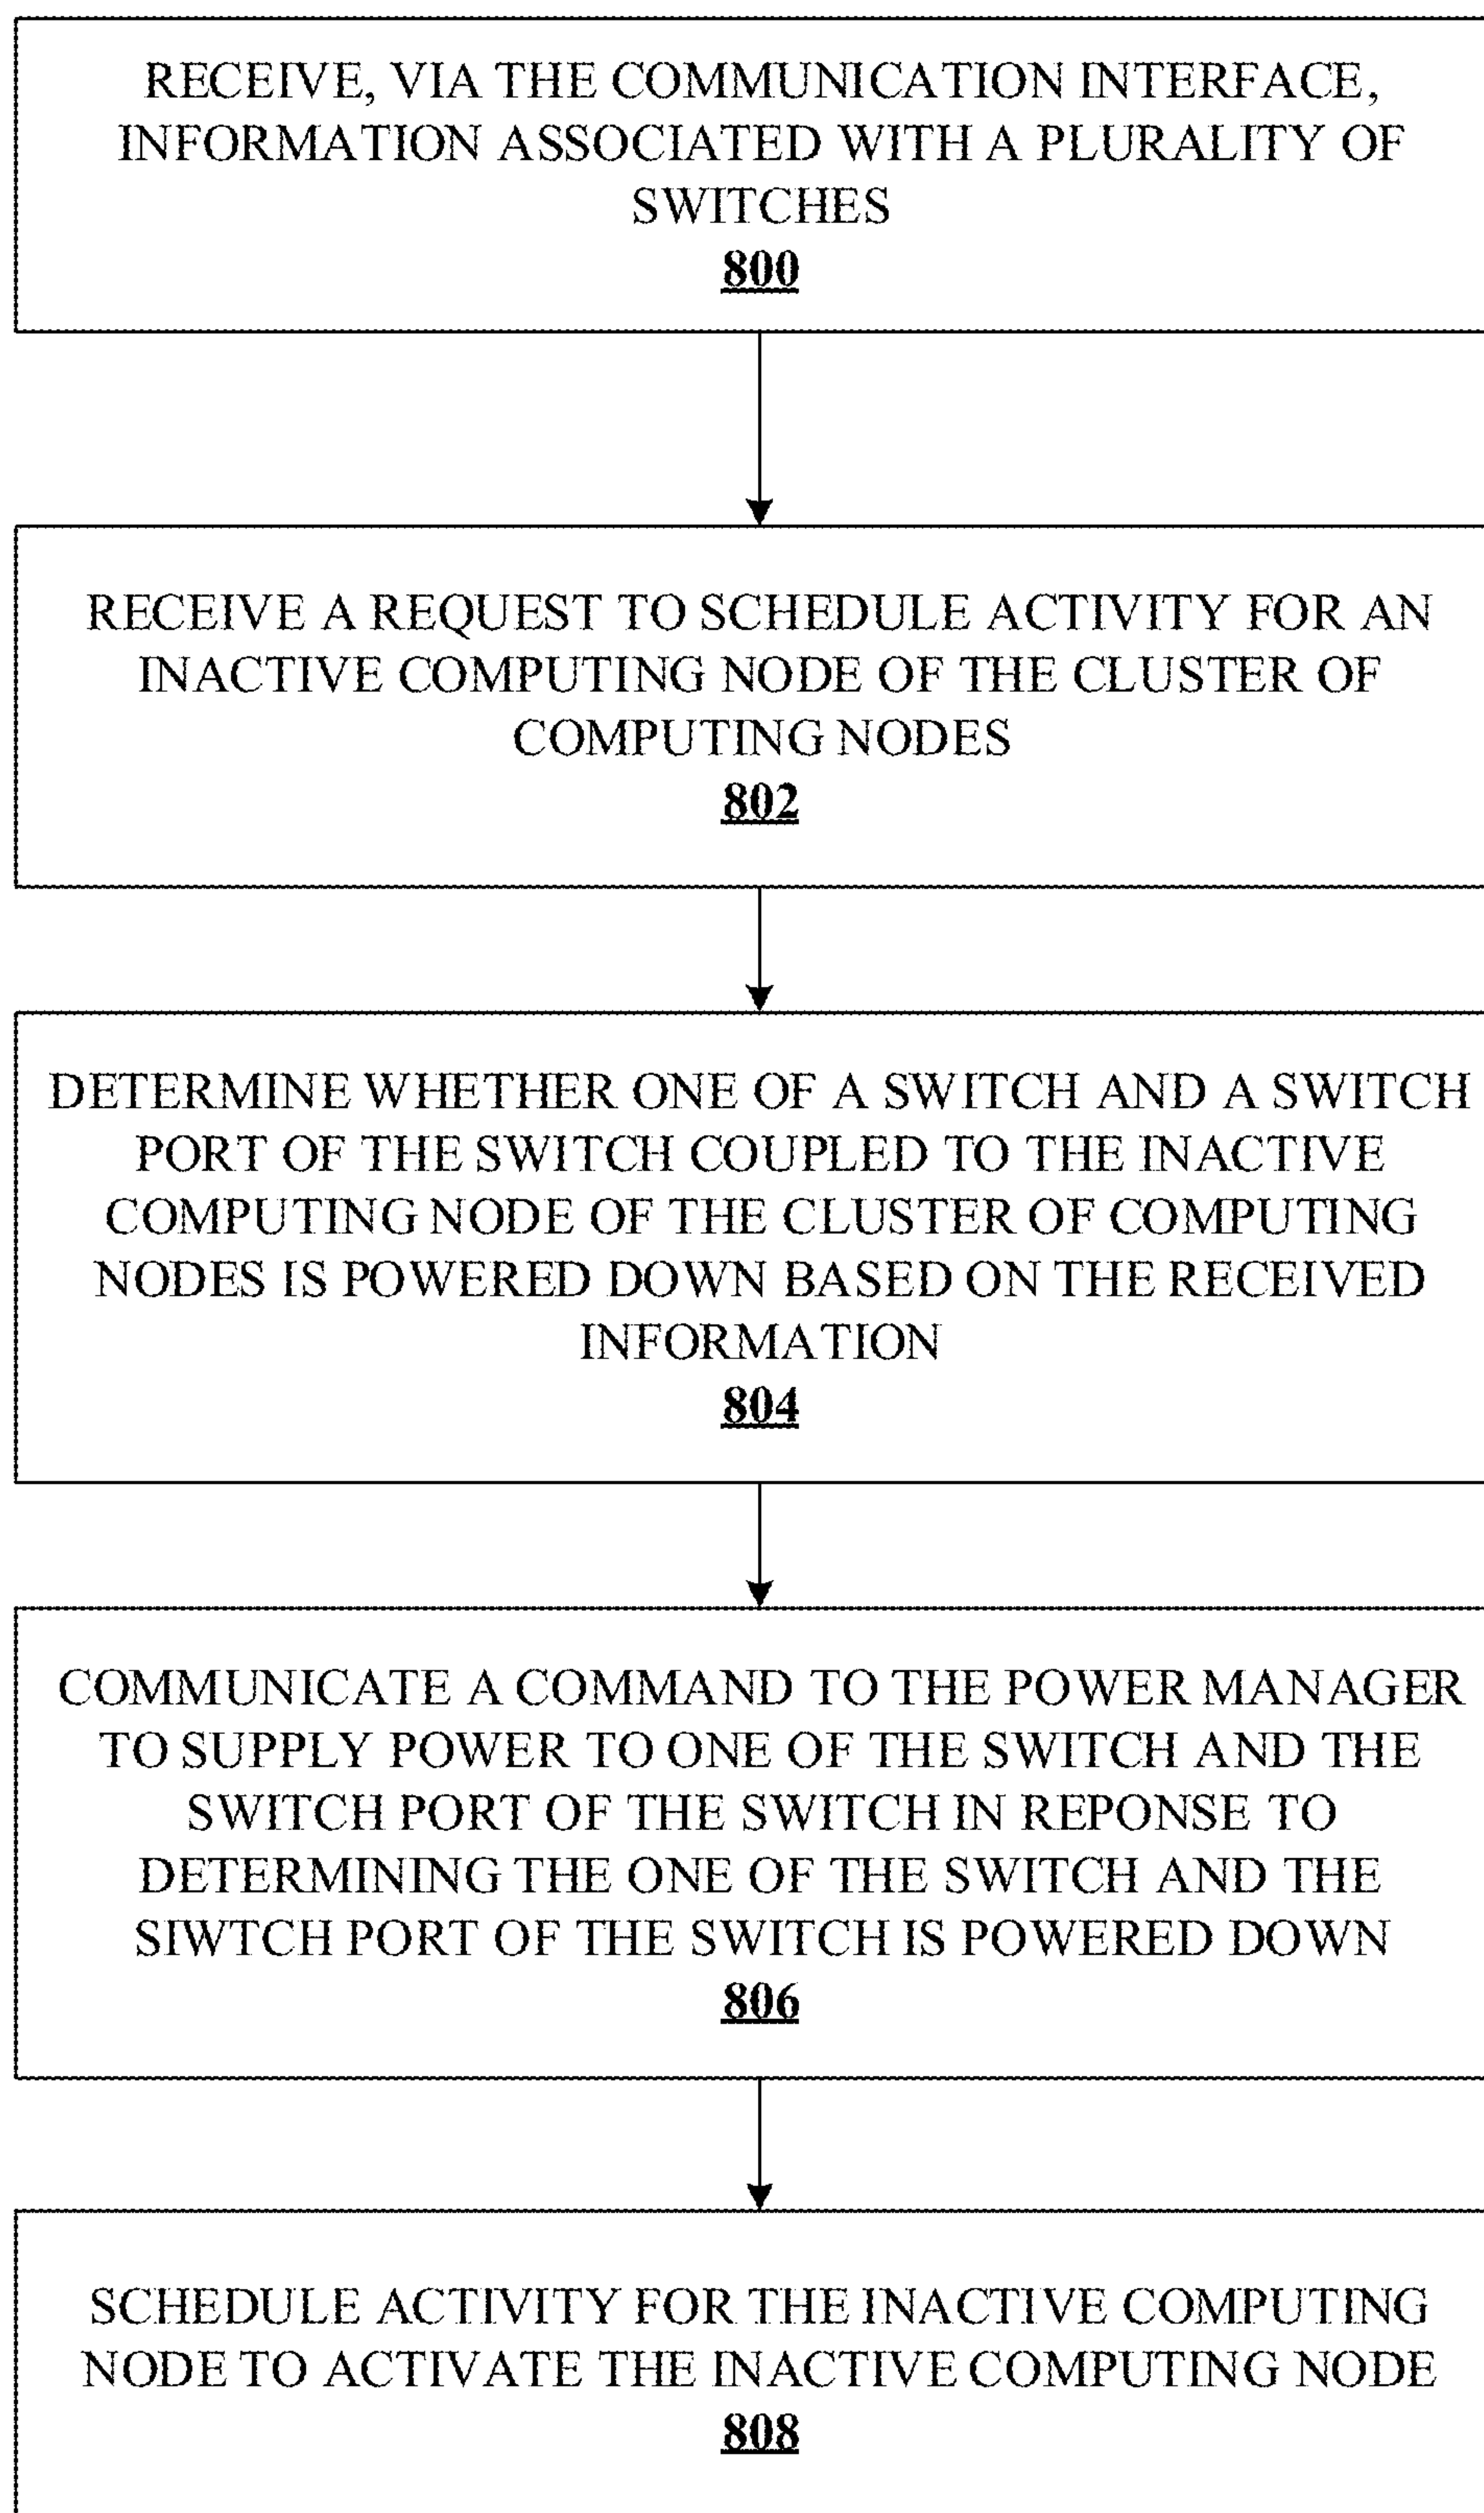 RECEIVE, VIA THE COMMUNICATION INTERFACE,
INFORMATION ASSOCIATED WITH A PLURALITY OF
SWITCHES
800
RECEIVE A REQUEST TO SCHEDULE ACTIVITY FOR AN
INACTIVE COMPUTING NODE OF THE CLUSTER OF
COMPUTING NODES
802
DETERMINE WHETHER ONE OF A SWITCH AND A SWITCH
PORT OF THE SWITCH COUPLED TO THE INACTIVE
COMPUTING NODE OF THE CLUSTER OF COMPUTING
NODES IS POWERED DOWN BASED ON THE RECEIVED
INFORMATION
804
COMMUNICATE A COMMAND TO THE POWER MANAGER
TO SUPPLY POWER TO ONE OF THE SWITCH AND THE
SWITCH PORT OF THE SWITCH IN REPONSE TO
DETERMINING THE ONE OF THE SWITCH AND THE
SIWTCH PORT OF THE SWITCH IS POWERED DOWN
806
SCHEDULE ACTIVITY FOR THE INACTIVE COMPUTING
NODE TO ACTIVATE THE INACTIVE COMPUTING NODE
808